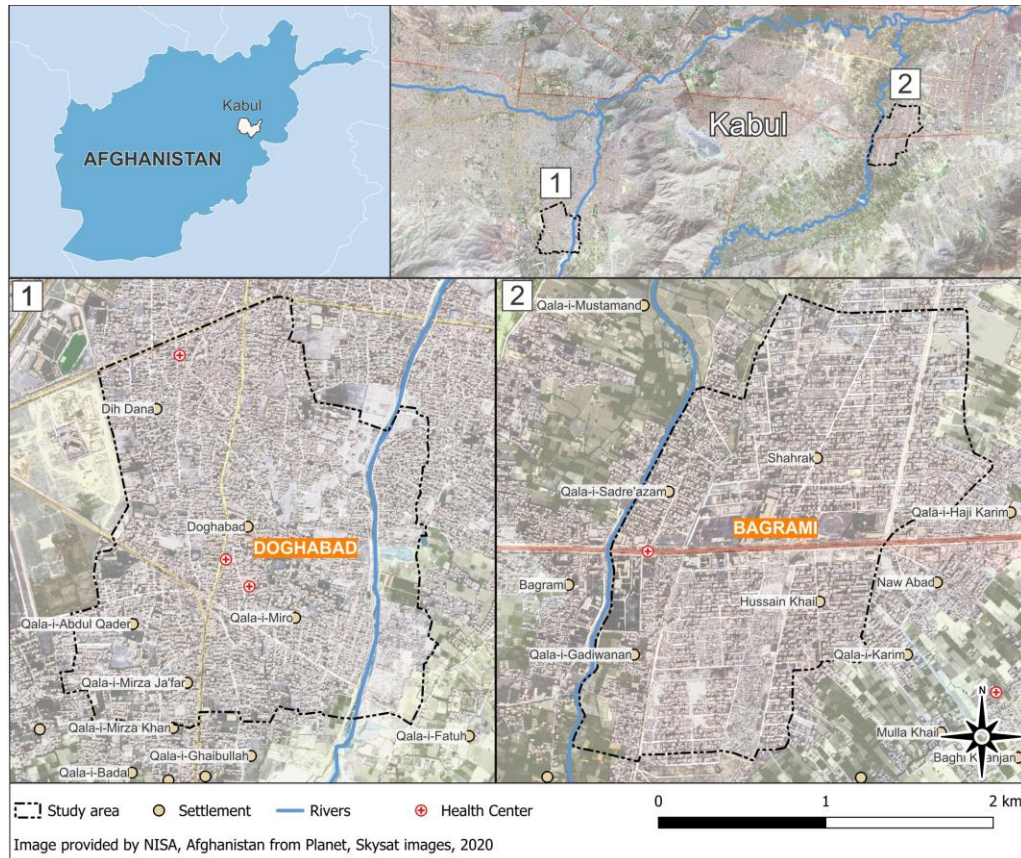 Kabul
AFGHANISTAN
Kabul
1
2
1
Dih Dana
Doghabad
DOGHABAD
Qala-i-Miro
Qala-i-Abdul Qader
Qala-i-Mirza Ja'far
Qala-i-Mirza Khan
Qala-i-Ghaibullah
Qala-i-Fatuh
Qala-i-Badal
2
Qala-i-Mustamand
Shahrak
Qala-i-Sadre'azam
Qala-i-Haji Karim
BAGRAMI
Bagrami
Naw Abad
Hussain Khail
Qala-i-Gadiwanan
Qala-i-Karim
N
Mulla Khail
Baghi Khanjan
Study area Settlement Rivers Health Center
0 1 2 km
Image provided by NISA, Afghanistan from Planet, Skysat images, 2020